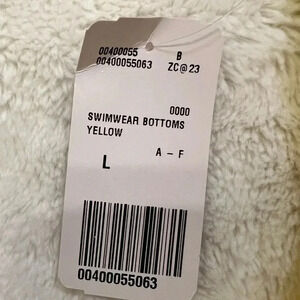 00400055 B
00400055063 ZC@23
0000
SWIMWEAR BOTTOMS
YELLOW
L A - F
00400055063